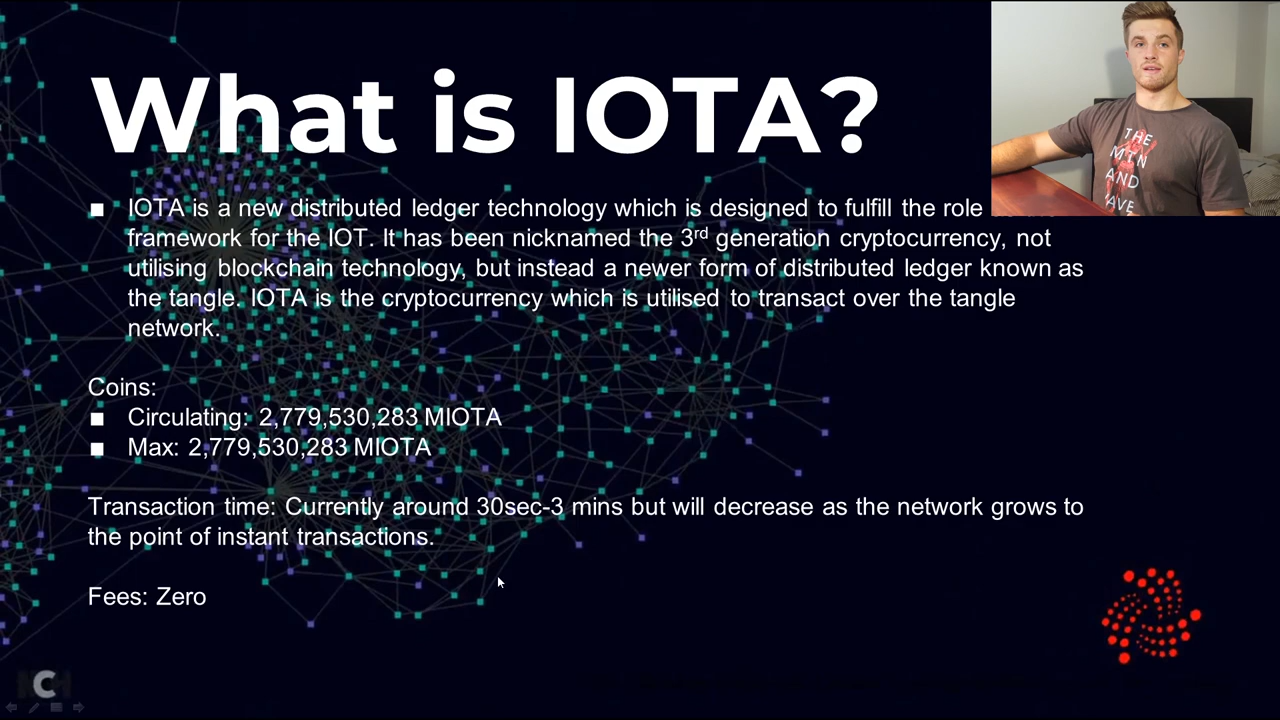 What is IOTA?
▪ IOTA is a new distributed ledger technology which is designed to fulfill the role
framework for the IOT. It has been nicknamed the 3rd generation cryptocurrency, not
utilising blockchain technology, but instead a newer form of distributed ledger known as
the tangle. IOTA is the cryptocurrency which is utilised to transact over the tangle
network.
Coins:
▪ Circulating: 2,779,530,283 MIOTA
▪ Max: 2,779,530,283 MIOTA
Transaction time: Currently around 30sec-3 mins but will decrease as the network grows to
the point of instant transactions.
Fees: Zero
THE
MTN
AND